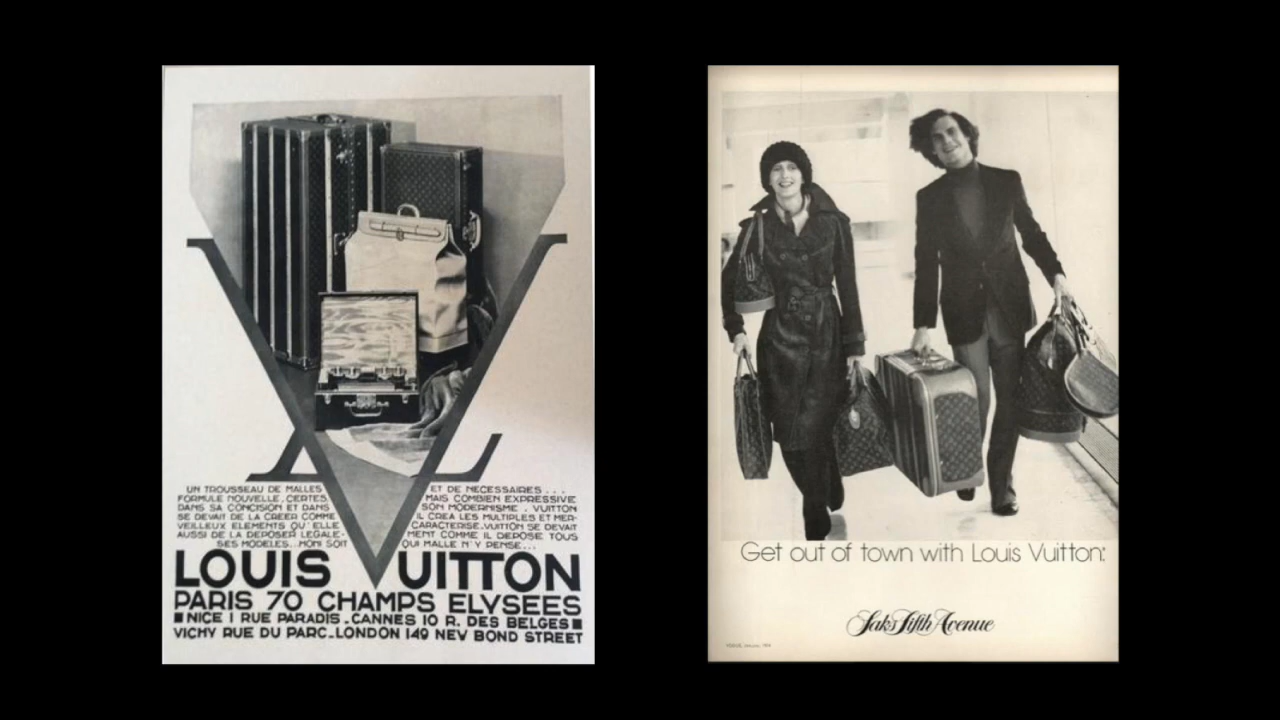 UN TROUSSEAU DE MALLES ET DE NECESSAIRES . . .
FORMULE NOUVELLE, CERTES, MAIS COMBIEN EXPRESSIVE
DANS SA CONCISION ET DANS SON MODERNISME . VUITTON
SE DEVAIT DE LA CREER COMME IL CREA LES MULTIPLES ET MER-
VEILLEUX ELEMENTS QU'ELLE CARACTERISE.VUITTON SE DEVAIT
AUSSI DE LA DEPOSER LEGALE- MENT COMME IL DEPOSE TOUS
SES MODELES...HONI SOIT QUI MALLE N'Y PENSE...
LOUIS VUITTON
PARIS 70 CHAMPS ELYSEES
NICE 1 RUE PARADIS_CANNES 10 R. DES BELGES
VICHY RUE DU PARC_LONDON 149 NEW BOND STREET
Get out of town with Louis Vuitton.
Saks Fifth Avenue